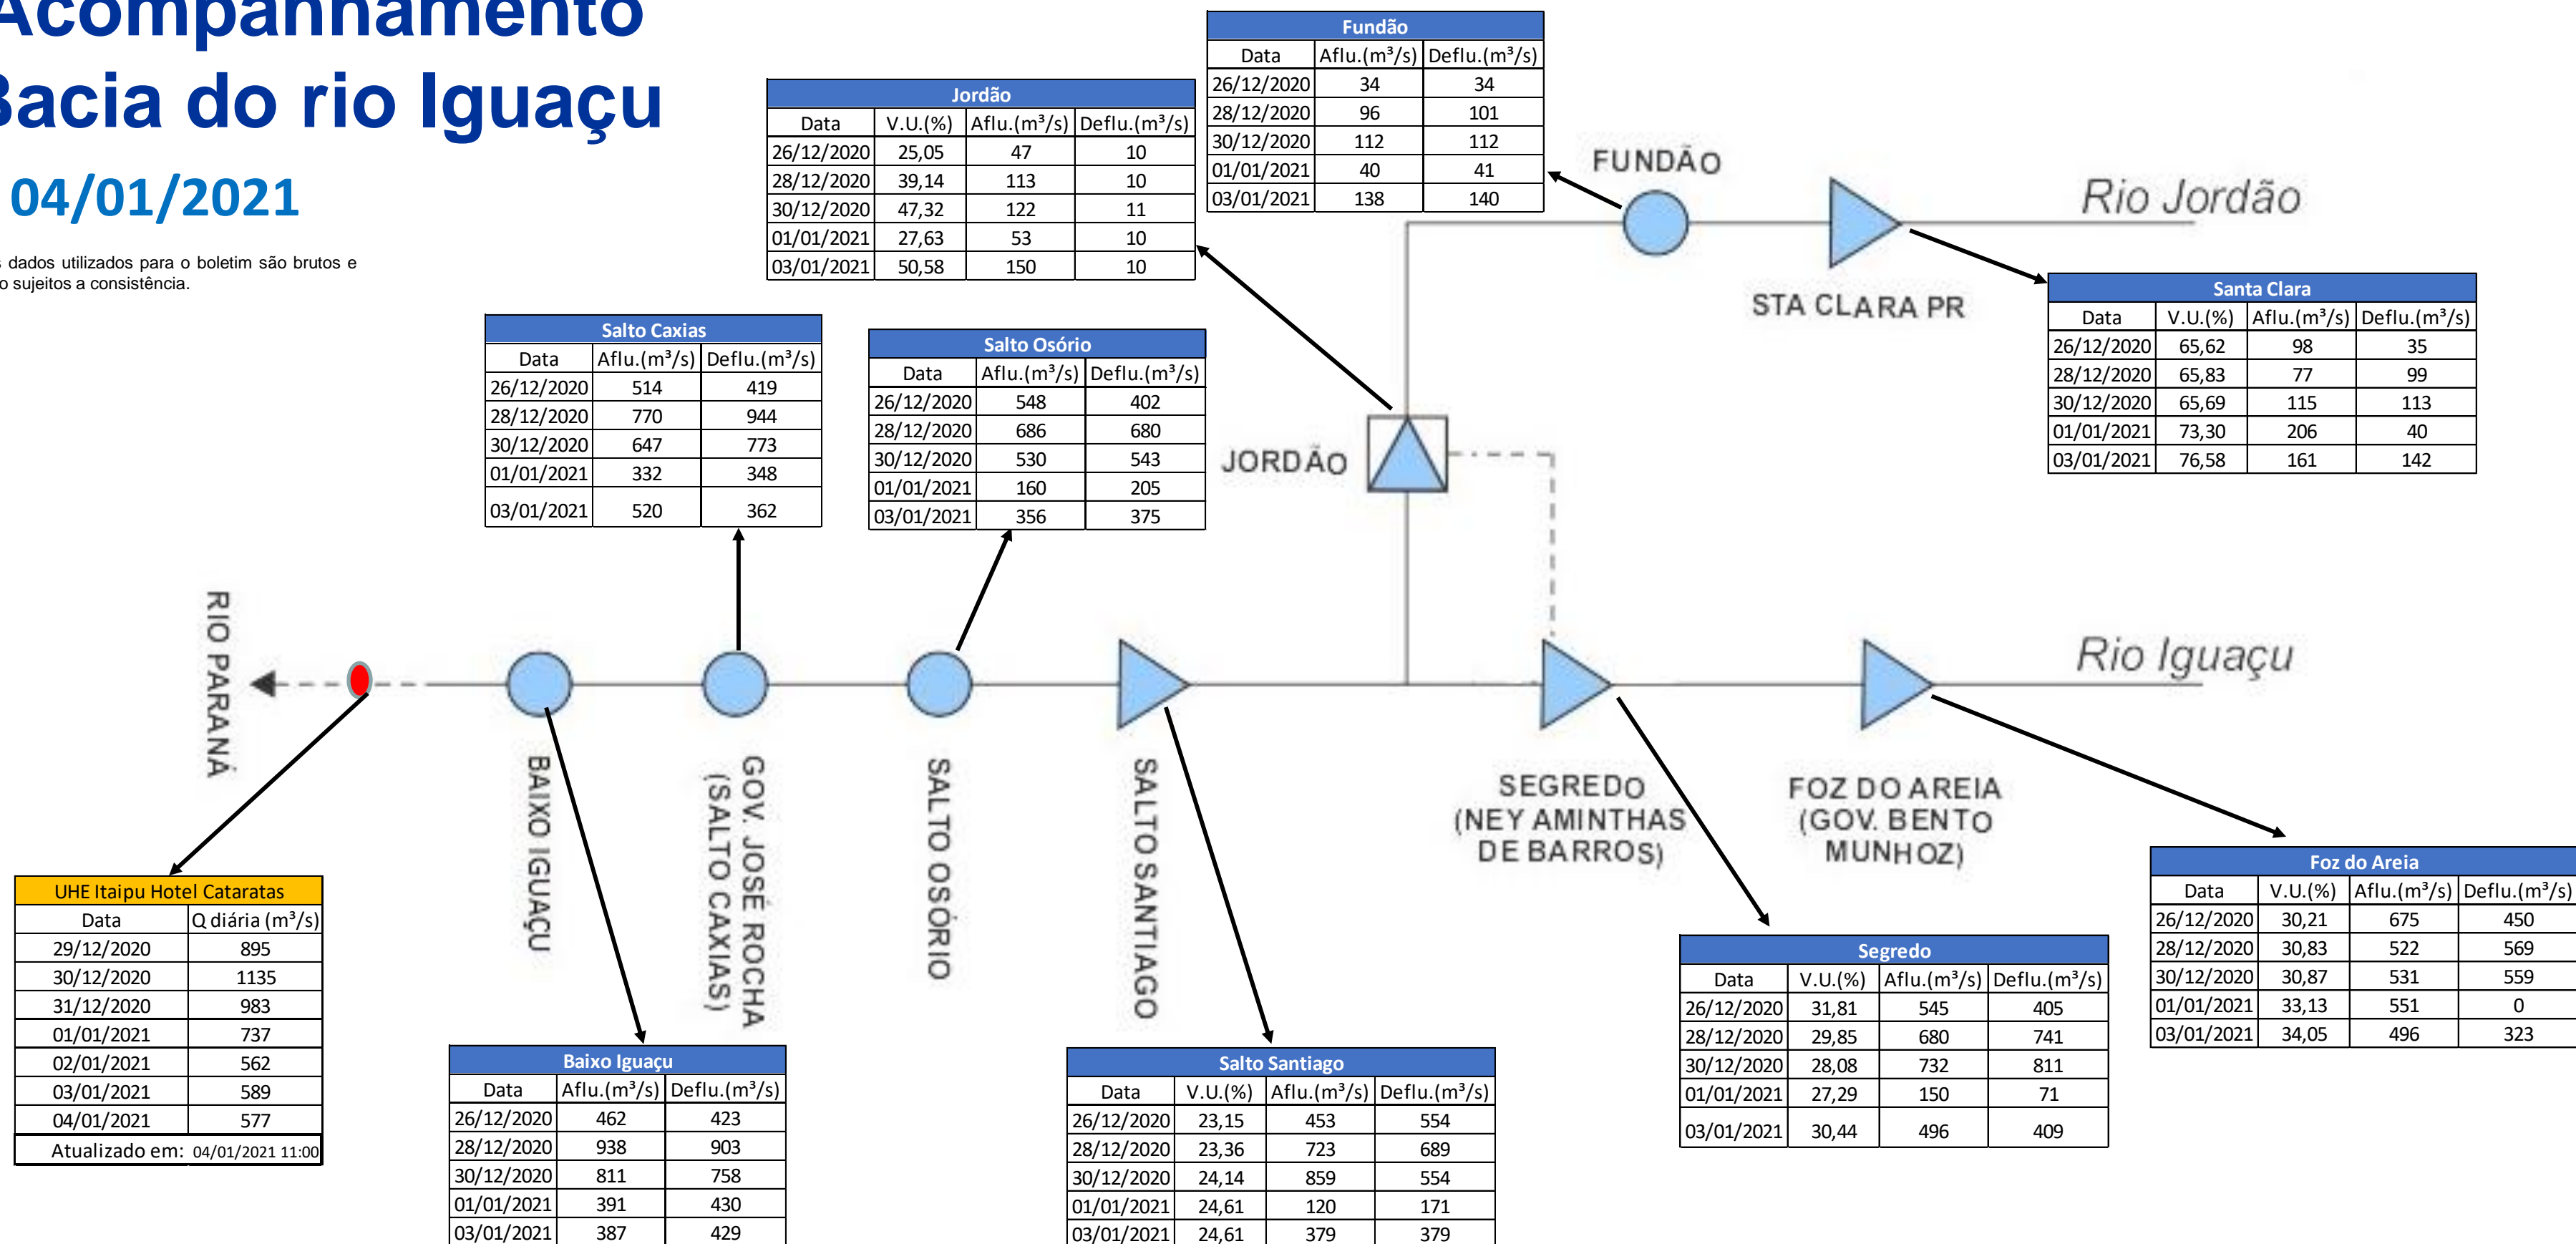 Acompanhamento
Bacia do rio Iguaçu
04/01/2021
s dados utilizados para o boletim são brutos e
o sujeitos a consistência.
Fundão
Data Aflu.(m³/s) Deflu.(m³/s)
26/12/2020 34 34
28/12/2020 96 101
30/12/2020 112 112
01/01/2021 40 41
03/01/2021 138 140
Jordão
Data V.U.(%) Aflu.(m³/s) Deflu.(m³/s)
26/12/2020 25,05 47 10
28/12/2020 39,14 113 10
30/12/2020 47,32 122 11
01/01/2021 27,63 53 10
03/01/2021 50,58 150 10
FUNDÃO
STA CLARA PR
Rio Jordão
Santa Clara
Data V.U.(%) Aflu.(m³/s) Deflu.(m³/s)
26/12/2020 65,62 98 35
28/12/2020 65,83 77 99
30/12/2020 65,69 115 113
01/01/2021 73,30 206 40
03/01/2021 76,58 161 142
Salto Caxias
Data Aflu.(m³/s) Deflu.(m³/s)
26/12/2020 514 419
28/12/2020 770 944
30/12/2020 647 773
01/01/2021 332 348
03/01/2021 520 362
Salto Osório
Data Aflu.(m³/s) Deflu.(m³/s)
26/12/2020 548 402
28/12/2020 686 680
30/12/2020 530 543
01/01/2021 160 205
03/01/2021 356 375
JORDÃO
RIO PARANÁ
Rio Iguaçu
BAIXO IGUAÇU
GOV. JOSÉ ROCHA
(SALTO CAXIAS)
SALTO OSÓRIO
SALTO SANTIAGO
SEGREDO
(NEY AMINTHAS
DE BARROS)
FOZ DO AREIA
(GOV. BENTO
MUNHOZ)
UHE Itaipu Hotel Cataratas
Data Q diária (m³/s)
29/12/2020 895
30/12/2020 1135
31/12/2020 983
01/01/2021 737
02/01/2021 562
03/01/2021 589
04/01/2021 577
Atualizado em: 04/01/2021 11:00
Baixo Iguaçu
Data Aflu.(m³/s) Deflu.(m³/s)
26/12/2020 462 423
28/12/2020 938 903
30/12/2020 811 758
01/01/2021 391 430
03/01/2021 387 429
Salto Santiago
Data V.U.(%) Aflu.(m³/s) Deflu.(m³/s)
26/12/2020 23,15 453 554
28/12/2020 23,36 723 689
30/12/2020 24,14 859 554
01/01/2021 24,61 120 171
03/01/2021 24,61 379 379
Segredo
Data V.U.(%) Aflu.(m³/s) Deflu.(m³/s)
26/12/2020 31,81 545 405
28/12/2020 29,85 680 741
30/12/2020 28,08 732 811
01/01/2021 27,29 150 71
03/01/2021 30,44 496 409
Foz do Areia
Data V.U.(%) Aflu.(m³/s) Deflu.(m³/s)
26/12/2020 30,21 675 450
28/12/2020 30,83 522 569
30/12/2020 30,87 531 559
01/01/2021 33,13 551 0
03/01/2021 34,05 496 323